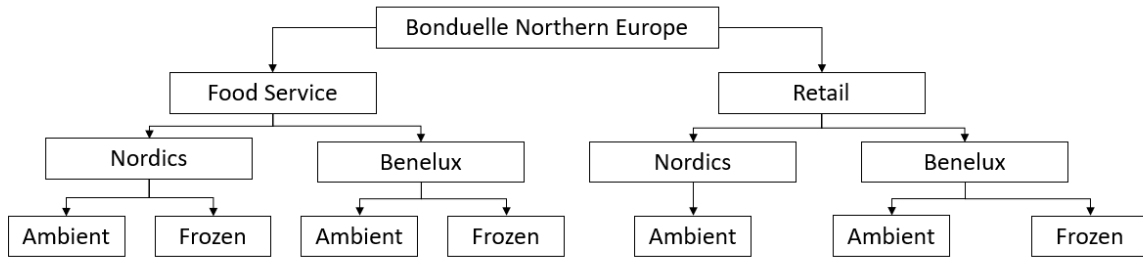 Bonduelle Northern Europe
Food Service
Retail
Nordics
Benelux
Nordics
Benelux
Ambient
Frozen
Ambient
Frozen
Ambient
Ambient
Frozen